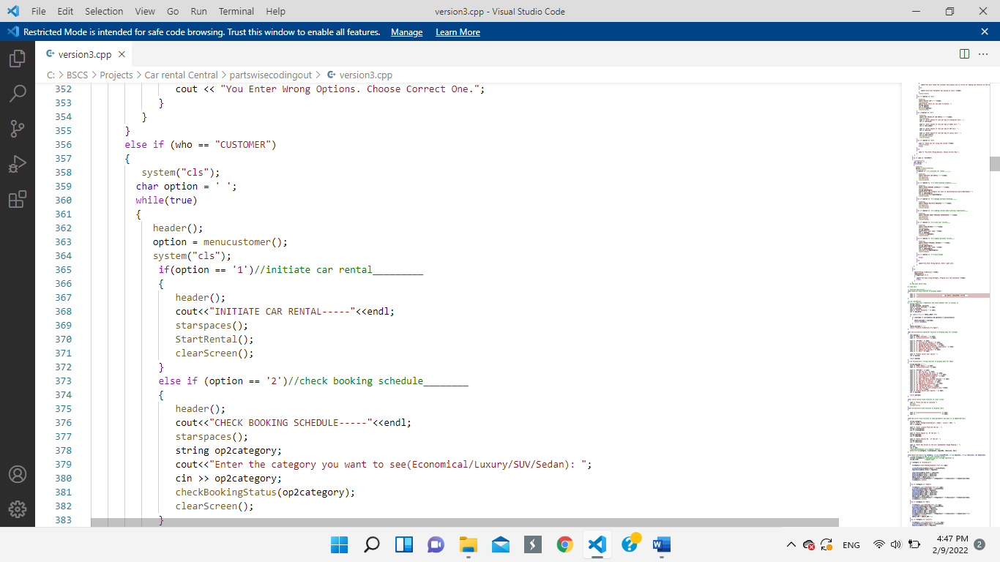 File Edit Selection View Go Run Terminal Help version3.cpp - Visual Studio Code
Restricted Mode is intended for safe code browsing. Trust this window to enable all features. Manage Learn More
version3.cpp
C: > BSCS > Projects > Car rental Central > partswisecodingout > version3.cpp
352 cout << "You Enter Wrong Options. Choose Correct One.";
353 }
354 }
355 }
356 else if (who == "CUSTOMER")
357 {
358 system("cls");
359 char option = ' ';
360 while(true)
361 {
362 header();
363 option = menucustomer();
364 system("cls");
365 if(option == '1')//initiate car rental_________
366 {
367 header();
368 cout<<"INITIATE CAR RENTAL-----"<<endl;
369 starspaces();
370 StartRental();
371 clearScreen();
372 }
373 else if (option == '2')//check booking schedule________
374 {
375 header();
376 cout<<"CHECK BOOKING SCHEDULE-----"<<endl;
377 starspaces();
378 string op2category;
379 cout<<"Enter the category you want to see(Economical/Luxury/SUV/Sedan): ";
380 cin >> op2category;
381 checkBookingStatus(op2category);
382 clearScreen();
383 }
ENG
4:47 PM
2/9/2022
2